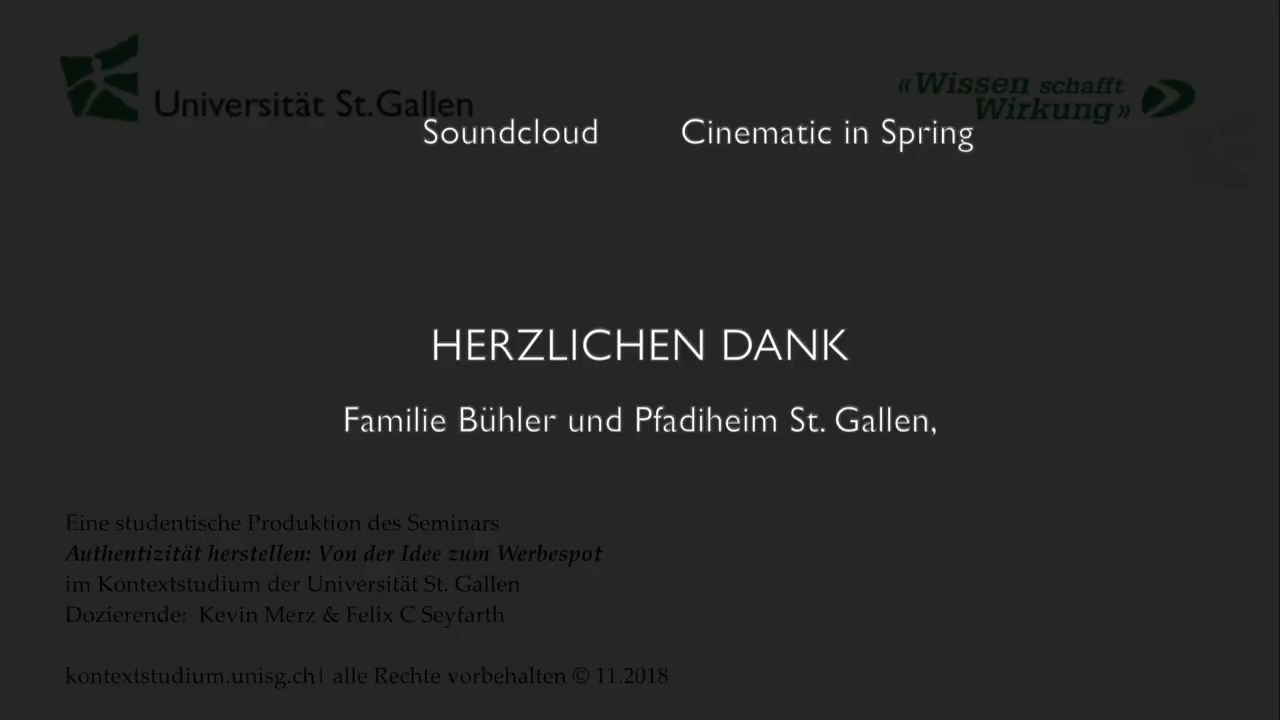 Universität St.Gallen
«Wissen schafft
Wirkung»
Soundcloud Cinematic in Spring
HERZLICHEN DANK
Familie Bühler und Pfadiheim St. Gallen,
Eine studentische Produktion des Seminars
Authentizität herstellen: Von der Idee zum Werbespot
im Kontextstudium der Universität St. Gallen
Dozierende: Kevin Merz & Felix C Seyfarth
kontextstudium.unisg.ch| alle Rechte vorbehalten © 11.2018